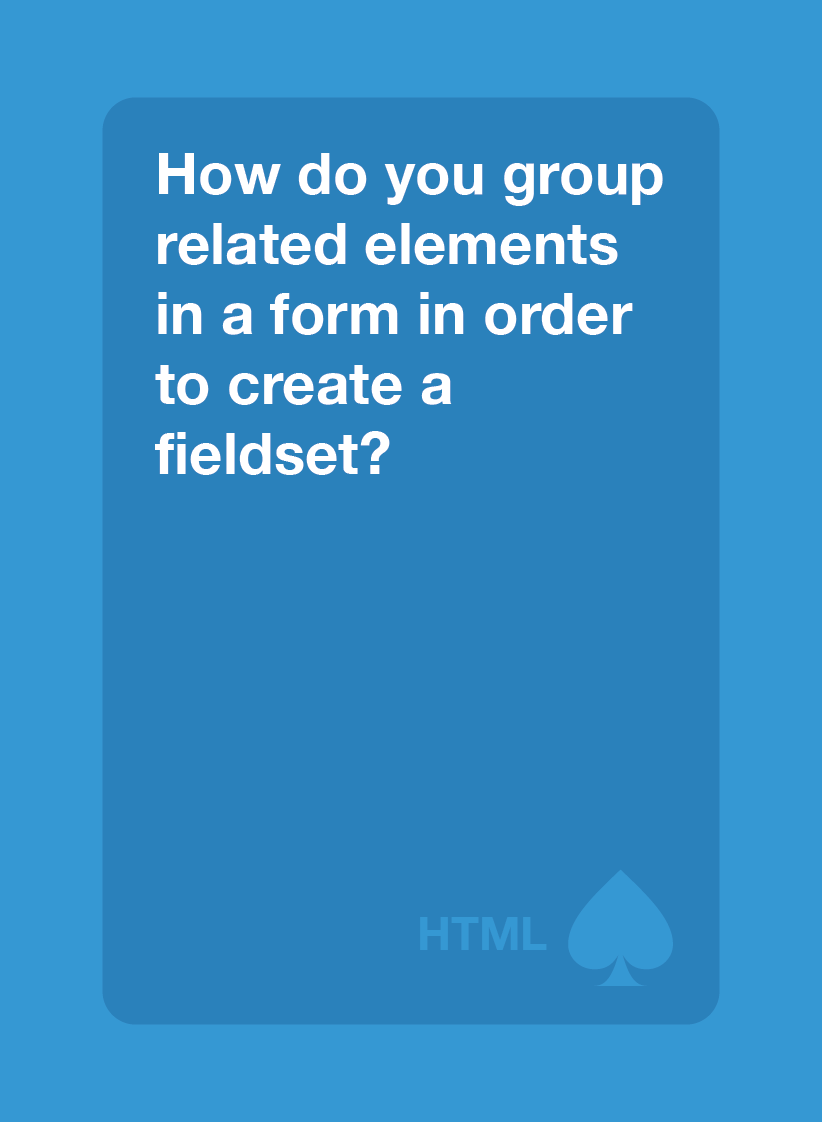 How do you group
related elements
in a form in order
to create a
fieldset?
HTML